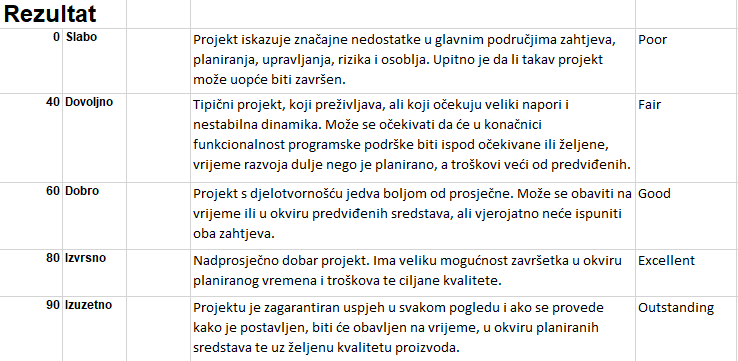 Rezultat
0 Slabo Projekt iskazuje značajne nedostatke u glavnim područjima zahtjeva, Poor
planiranja, upravljanja, rizika i osoblja. Upitno je da li takav projekt
može uopće biti završen.
40 Dovoljno Tipični projekt, koji preživljava, ali koji očekuju veliki napori i Fair
nestabilna dinamika. Može se očekivati da će u konačnici
funkcionalnost programske podrške biti ispod očekivane ili željene,
vrijeme razvoja dulje nego je planirano, a troškovi veći od predviđenih.
60 Dobro Projekt s djelotvornošću jedva boljom od prosječne. Može se obaviti na Good
vrijeme ili u okviru predviđenih sredstava, ali vjerojatno neće ispuniti
oba zahtjeva.
80 Izvrsno Nadprosječno dobar projekt. Ima veliku mogućnost završetka u okviru Excellent
planiranog vremena i troškova te ciljane kvalitete.
90 Izuzetno Projektu je zagarantiran uspjeh u svakom pogledu i ako se provede Outstanding
kako je postavljen, biti će obavljen na vrijeme, u okviru planiranih
sredstava te uz željenu kvalitetu proizvoda.